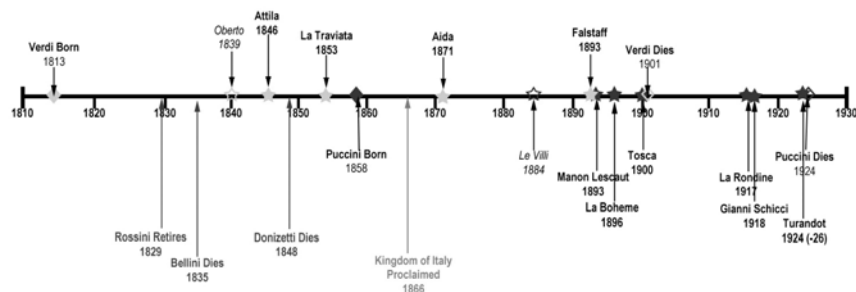 Verdi Born
1813
Oberto
1839
Attila
1846
La Traviata
1853
Aida
1871
Falstaff
1893
Verdi Dies
1901
1810
1820
1830
1840
1850
1860
1870
1880
1890
1900
1910
1920
1930
Rossini Retires
1829
Bellini Dies
1835
Donizetti Dies
1848
Puccini Born
1858
Kingdom of Italy
Proclaimed
1866
Le Villi
1884
Manon Lescaut
1893
La Boheme
1896
Tosca
1900
La Rondine
1917
Gianni Schicci
1918
Puccini Dies
1924
Turandot
1924 (-26)